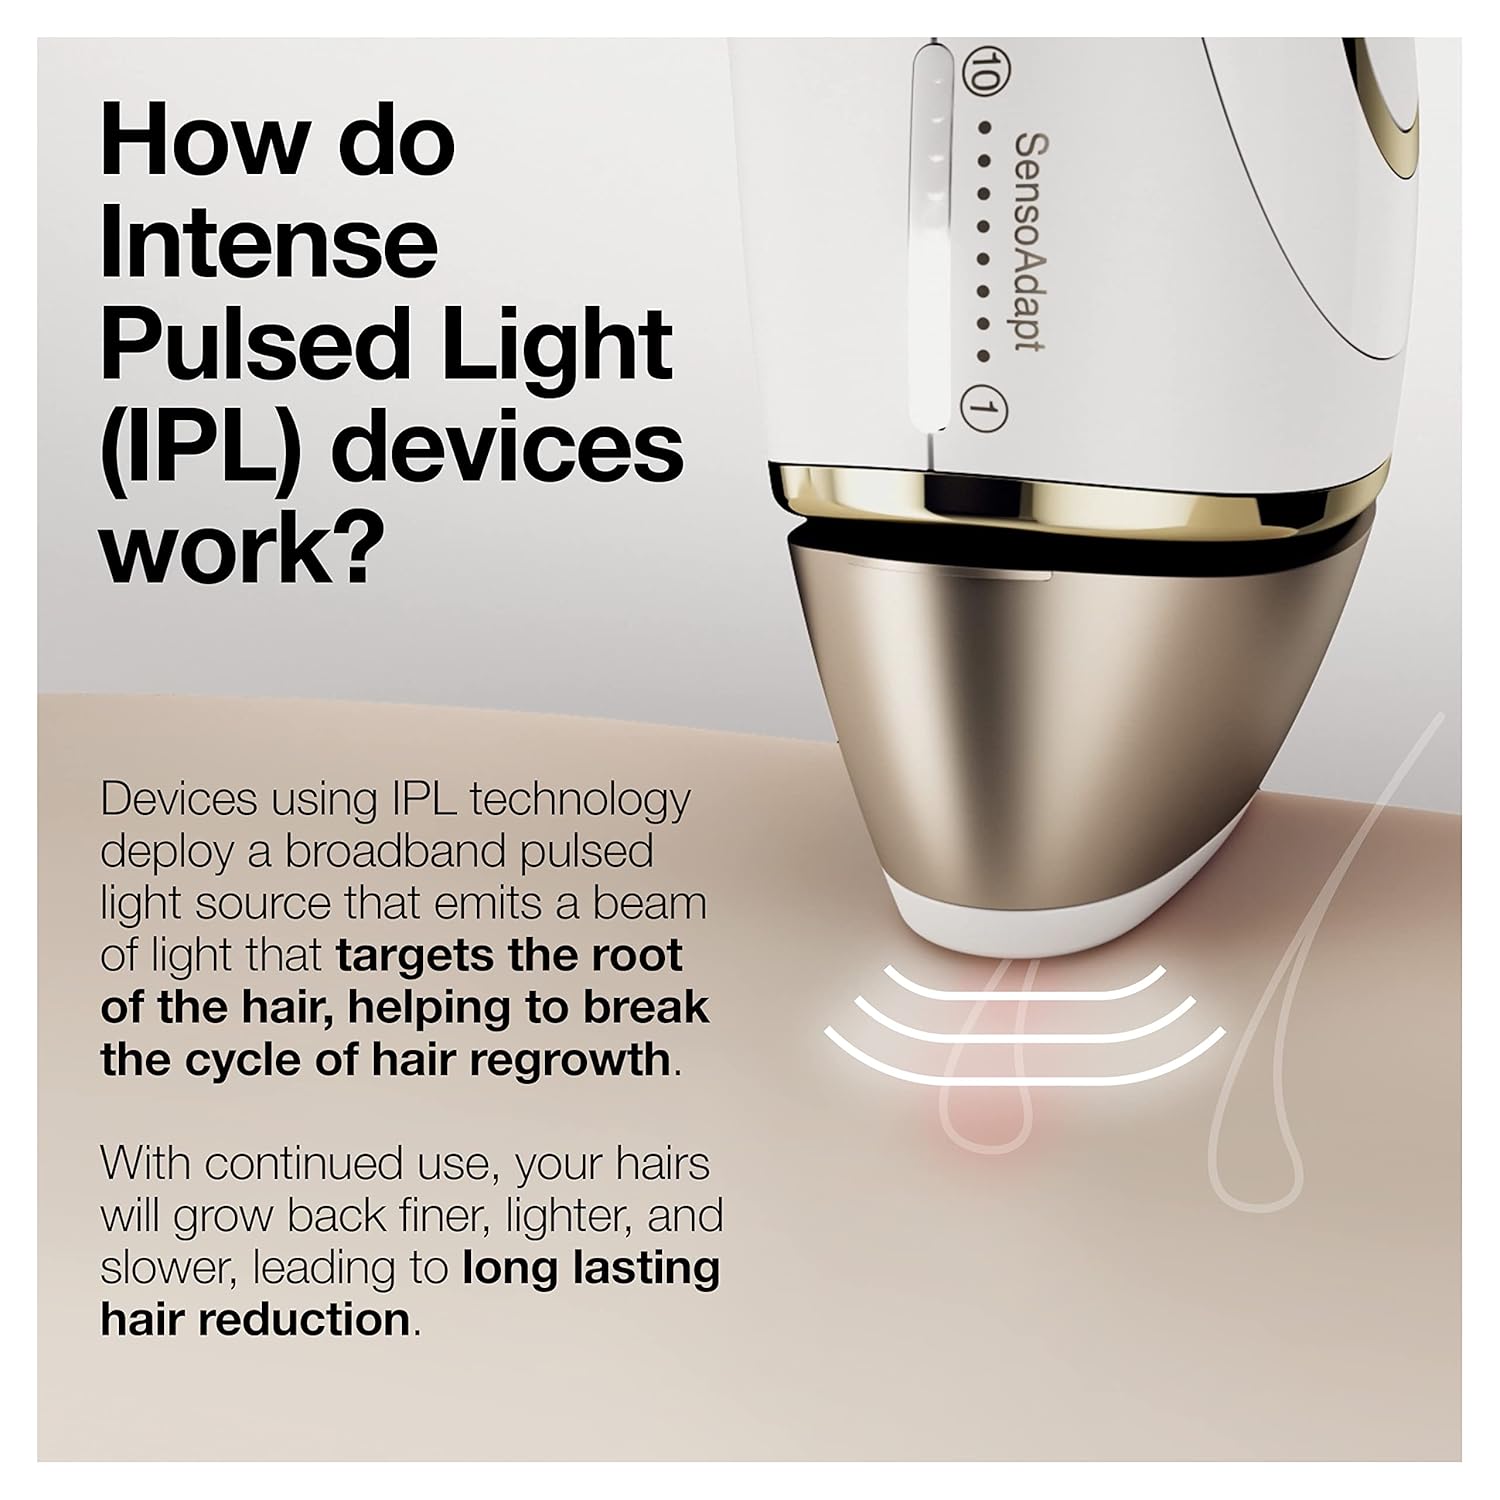 How do
Intense
Pulsed Light
(IPL) devices
work?
10
SensoAdapt
1
Devices using IPL technology
deploy a broadband pulsed
light source that emits a beam
of light that targets the root
of the hair, helping to break
the cycle of hair regrowth.
With continued use, your hairs
will grow back finer, lighter, and
slower, leading to long lasting
hair reduction.